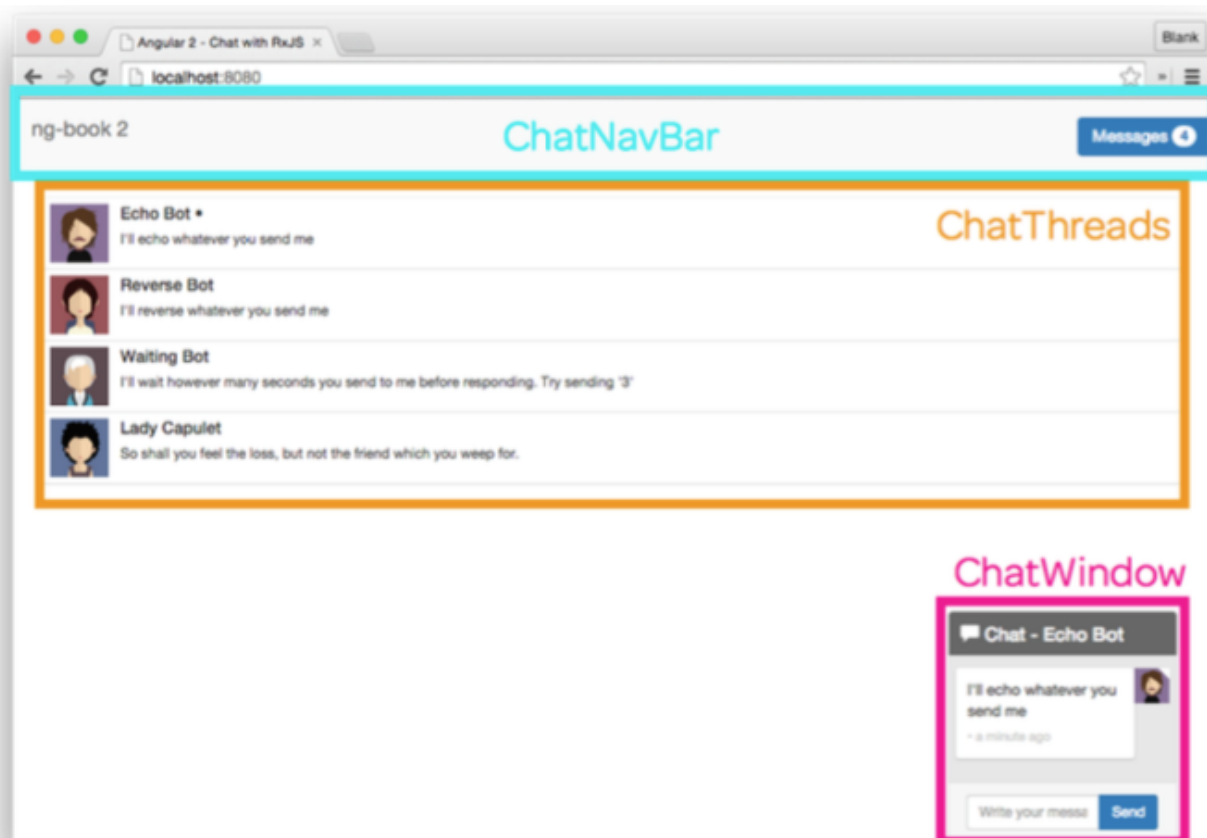 Angular 2 - Chat with RxJS ×
Blank
localhost:8080
ng-book 2
ChatNavBar
Messages 4
Echo Bot •
I'll echo whatever you send me
ChatThreads
Reverse Bot
I'll reverse whatever you send me
Waiting Bot
I'll wait however many seconds you send to me before responding. Try sending '3'
Lady Capulet
So shall you feel the loss, but not the friend which you weep for.
ChatWindow
Chat - Echo Bot
I'll echo whatever you
send me
• a minute ago
Write your messa
Send